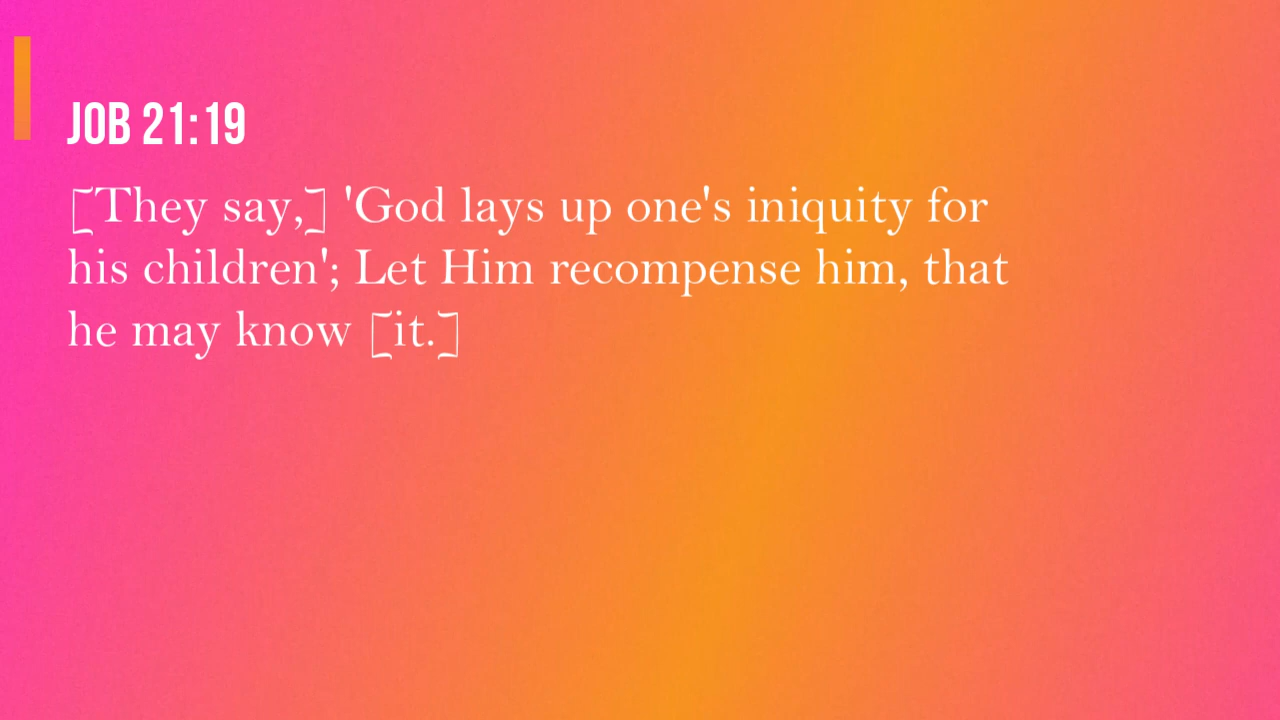 JOB 21:19
[They say,] 'God lays up one's iniquity for
his children'; Let Him recompense him, that
he may know [it.]